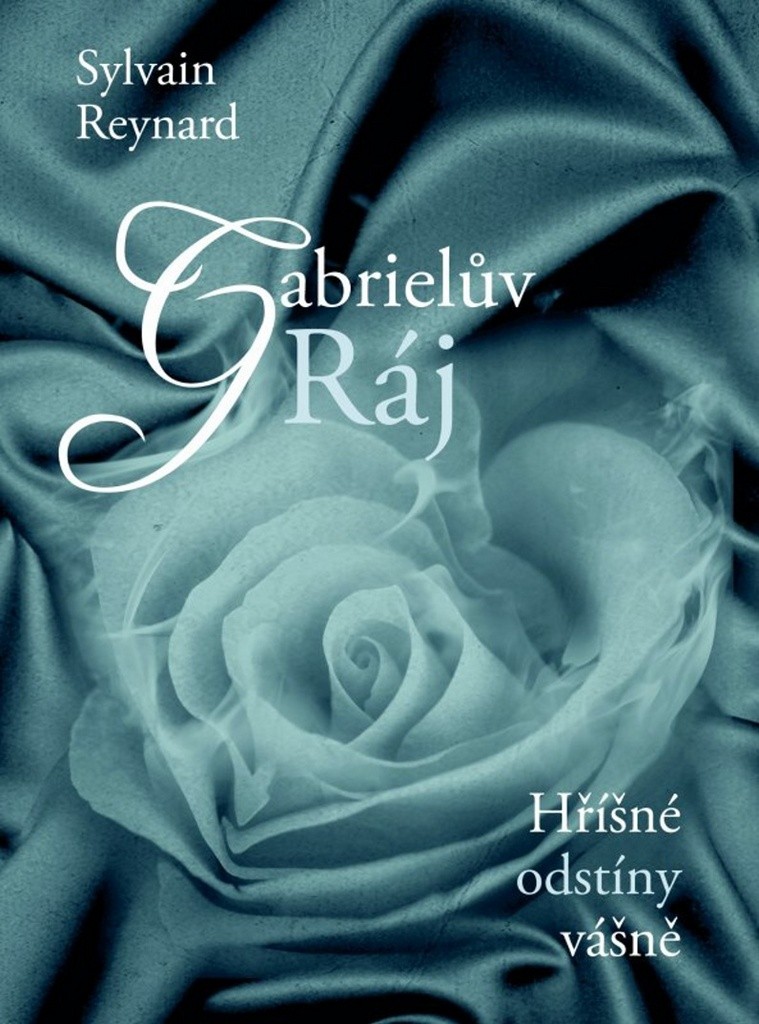 Sylvain
Reynard
Gabrielův
Ráj
Hříšné
odstíny
vášně